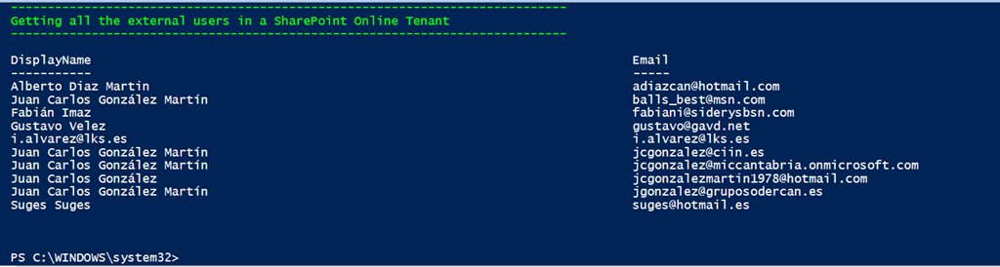 --------------------------------------------------------------------------
Getting all the external users in a SharePoint Online Tenant
--------------------------------------------------------------------------
DisplayName Email
----------- -----
Alberto Diaz Martin adiazcan@hotmail.com
Juan Carlos González Martín balls_best@msn.com
Fabián Imaz fabiani@siderysbsn.com
Gustavo Velez gustavo@gavd.net
i.alvarez@lks.es i.alvarez@lks.es
Juan Carlos González Martín jcgonzalez@ciin.es
Juan Carlos González Martín jcgonzalez@miccantabria.onmicrosoft.com
Juan Carlos González jcgonzalezmartin1978@hotmail.com
Juan Carlos González Martín jgonzalez@gruposodercan.es
Suges Suges suges@hotmail.es
PS C:\WINDOWS\system32>